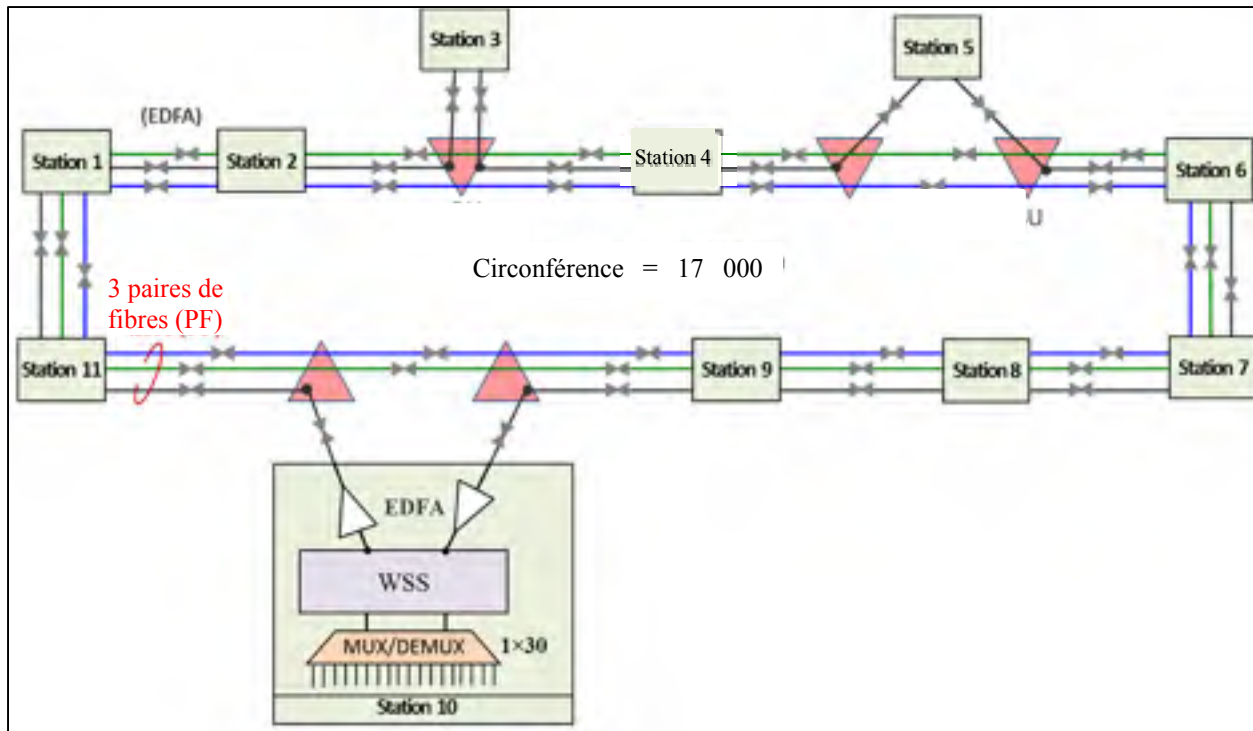 Station 3
Station 5
(EDFA)
Station 1
Station 2
Station 4
Station 6
U
Circonférence = 17 000
3 paires de
fibres (PF)
Station 11
Station 9
Station 8
Station 7
EDFA
WSS
MUX/DEMUX
1×30
Station 10